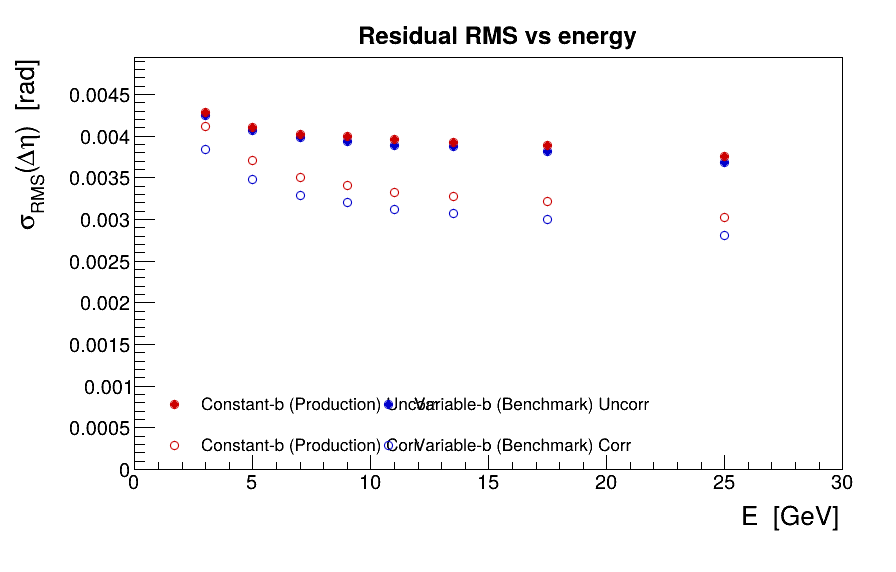 Residual RMS vs energy
σRMS(Δη) [rad]
0.0045
0.004
0.0035
0.003
0.0025
0.002
0.0015
0.001
0.0005
0
Constant-b (Production) Uncorr
Variable-b (Benchmark) Uncorr
Constant-b (Production) Corr
Variable-b (Benchmark) Corr
0 5 10 15 20 25 30
E [GeV]